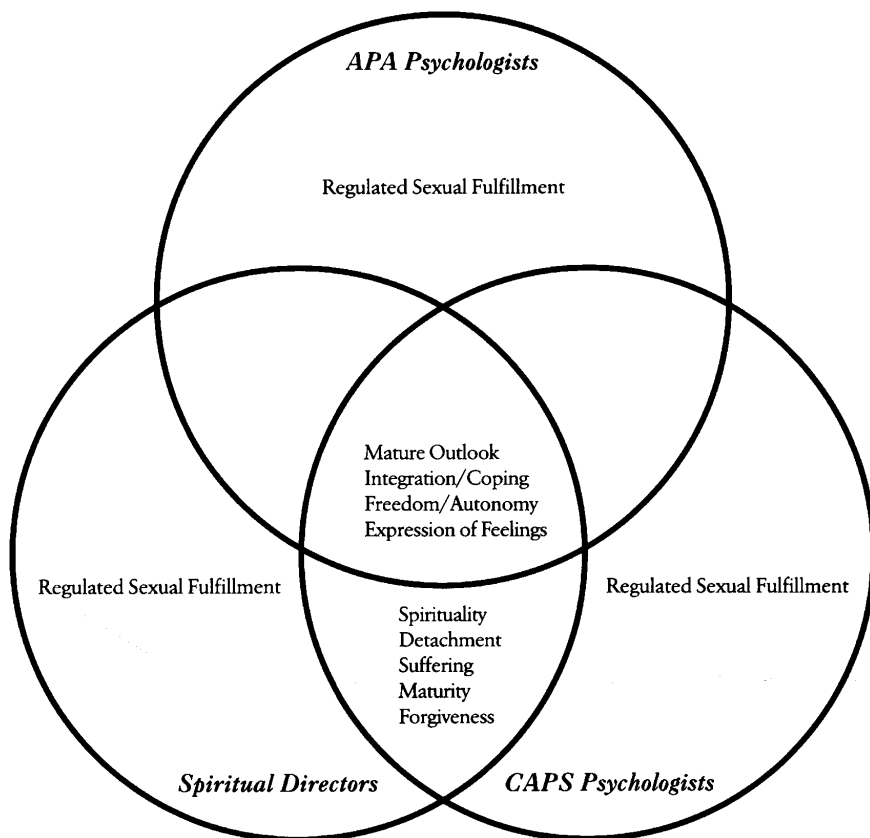 APA Psychologists
Regulated Sexual Fulfillment
Mature Outlook
Integration/Coping
Freedom/Autonomy
Expression of Feelings
Regulated Sexual Fulfillment
Regulated Sexual Fulfillment
Spirituality
Detachment
Suffering
Maturity
Forgiveness
Spiritual Directors
CAPS Psychologists